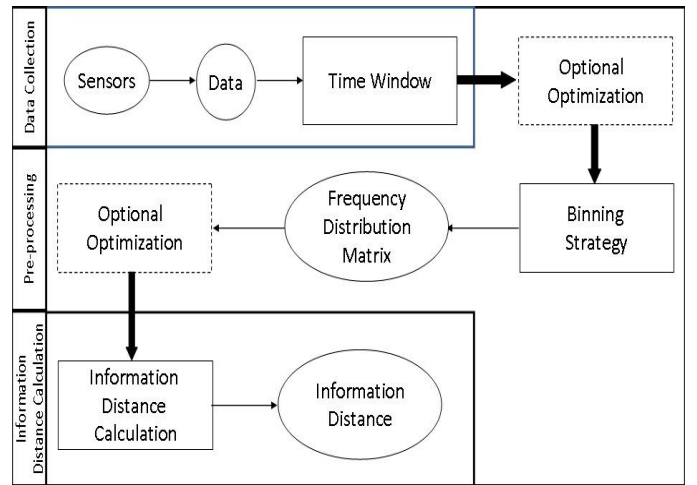 Data Collection
Sensors
Data
Time Window
Optional
Optimization
Pre-processing
Optional
Optimization
Frequency
Distribution
Matrix
Binning
Strategy
Information
Distance Calculation
Information
Distance
Calculation
Information
Distance